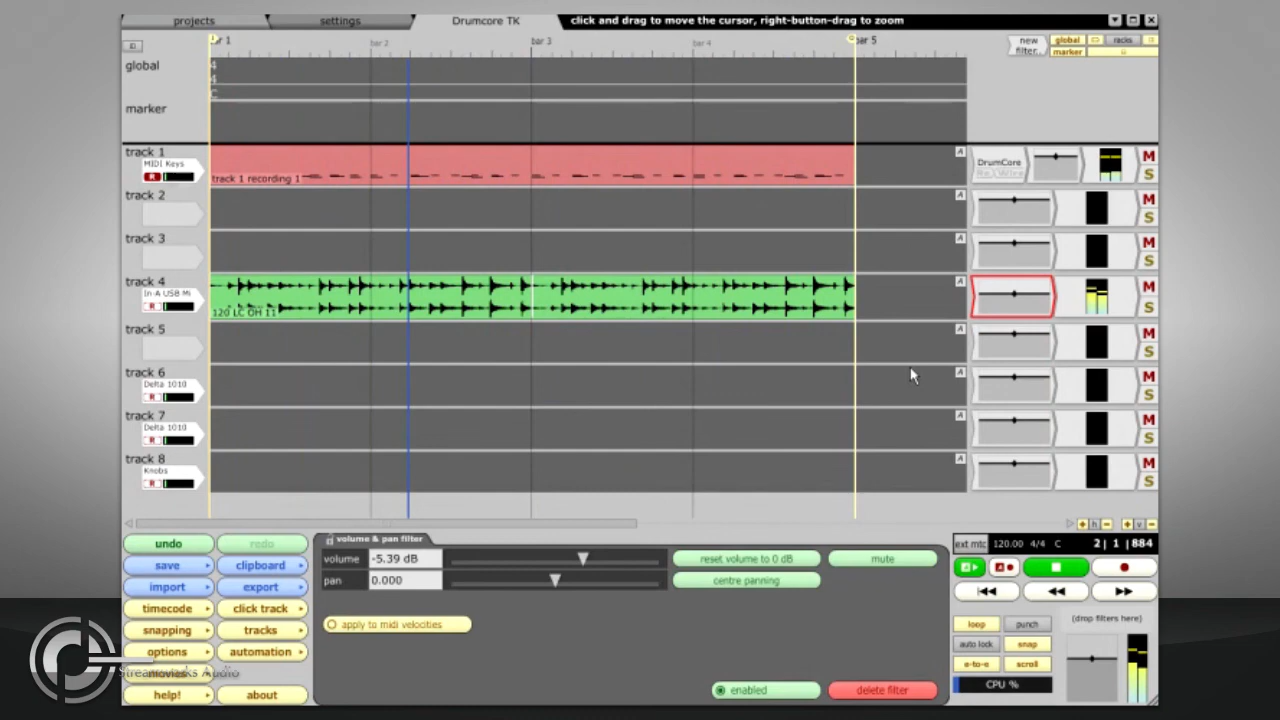 projects settings Drumcore TK click and drag to move the cursor, right-button-drag to zoom
bar 1 bar 2 bar 3 bar 4 bar 5
new filter..
global racks
marker
global
4
4
C
marker
track 1
MIDI Keys
R
track 1 recording 1
A
DrumCore
ReWire
M
S
track 2
A
M
S
track 3
A
M
S
track 4
In-A USB Mi
R
120 LC OH 11
A
M
S
track 5
A
M
S
track 6
Delta 1010
R
A
M
S
track 7
Delta 1010
R
A
M
S
track 8
Knobs
R
A
M
S
+ h - + v -
undo redo
save clipboard
import export
timecode click track
snapping tracks
options automation
movies
Streamworks Audio
help! about
volume & pan filter
volume -5.39 dB reset volume to 0 dB mute
pan 0.000 centre panning
apply to midi velocities
enabled delete filter
ext mtc 120.00 4/4 C 2| 1 |884
A A
loop punch
auto lock snap
e-to-e scroll
CPU %
(drop filters here)